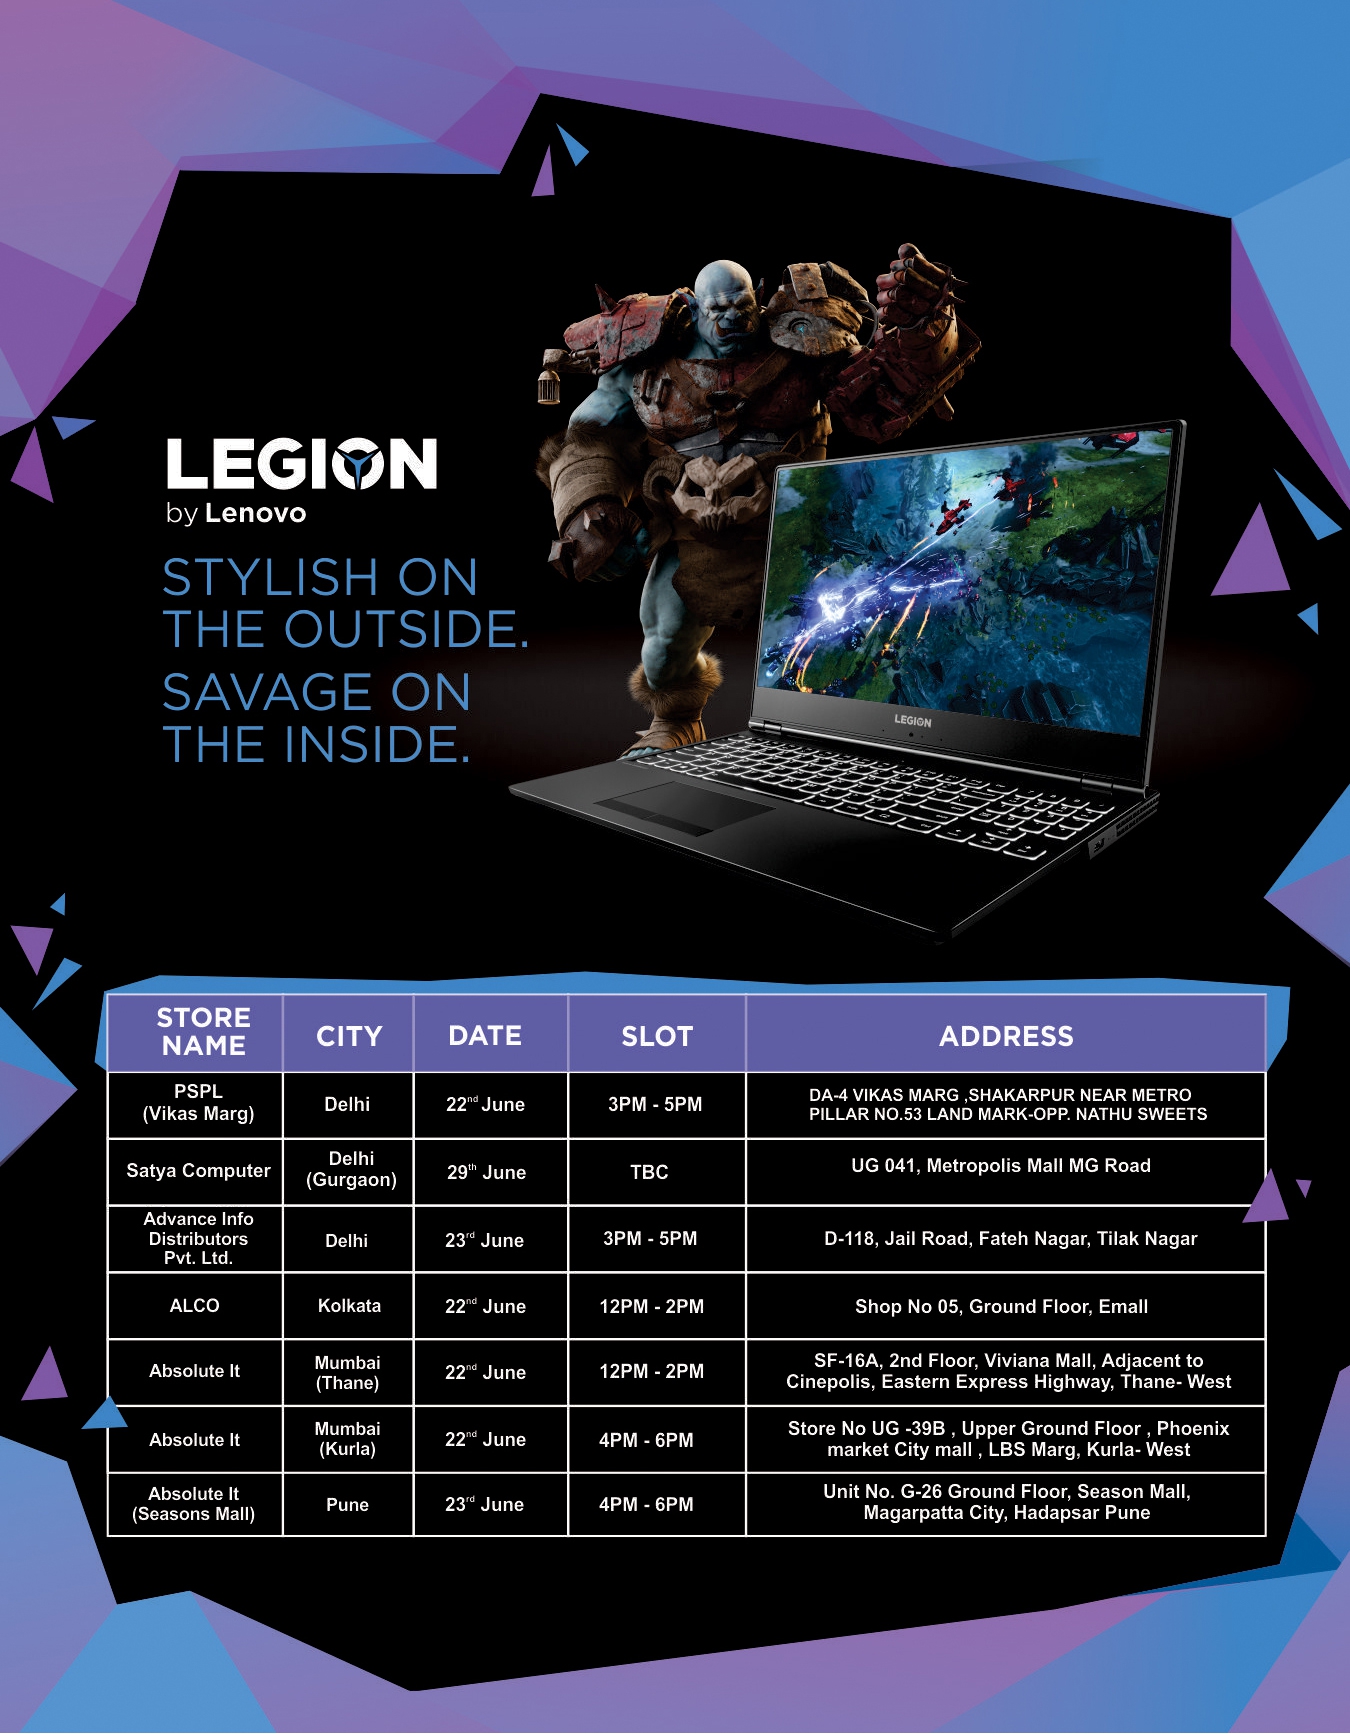 LEGION
by Lenovo
STYLISH ON
THE OUTSIDE.
SAVAGE ON
THE INSIDE.
LEGION
STORE
NAME
CITY
DATE
SLOT
ADDRESS
PSPL
(Vikas Marg)
Delhi
22nd June
3PM - 5PM
DA-4 VIKAS MARG ,SHAKARPUR NEAR METRO
PILLAR NO.53 LAND MARK-OPP. NATHU SWEETS
Satya Computer
Delhi
(Gurgaon)
29th June
TBC
UG 041, Metropolis Mall MG Road
Advance Info
Distributors
Pvt. Ltd.
Delhi
23rd June
3PM - 5PM
D-118, Jail Road, Fateh Nagar, Tilak Nagar
ALCO
Kolkata
22nd June
12PM - 2PM
Shop No 05, Ground Floor, Emall
Absolute It
Mumbai
(Thane)
22nd June
12PM - 2PM
SF-16A, 2nd Floor, Viviana Mall, Adjacent to
Cinepolis, Eastern Express Highway, Thane- West
Absolute It
Mumbai
(Kurla)
22nd June
4PM - 6PM
Store No UG -39B , Upper Ground Floor , Phoenix
market City mall , LBS Marg, Kurla- West
Absolute It
(Seasons Mall)
Pune
23rd June
4PM - 6PM
Unit No. G-26 Ground Floor, Season Mall,
Magarpatta City, Hadapsar Pune